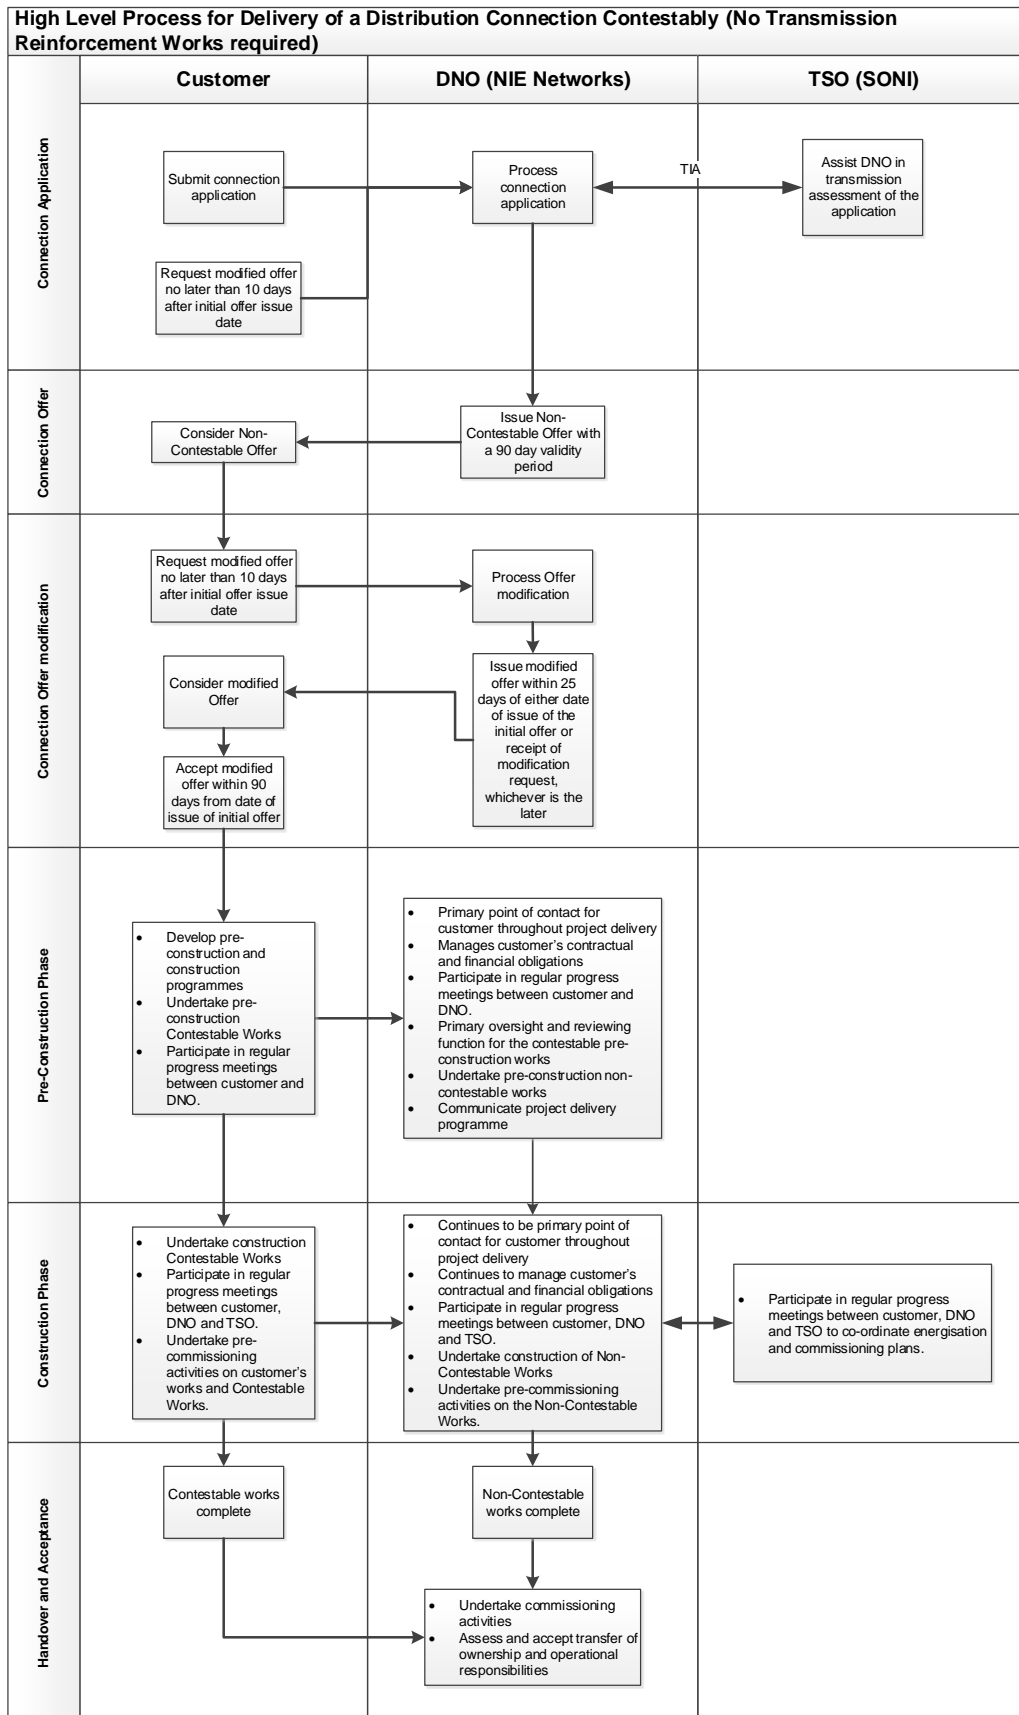 High Level Process for Delivery of a Distribution Connection Contestably (No Transmission
Reinforcement Works required)
Customer
DNO (NIE Networks)
TSO (SONI)
Connection Application
Submit connection
application
Process
connection
application
TIA
Assist DNO in
transmission
assessment of the
application
Request modified offer
no later than 10 days
after initial offer issue
date
Connection Offer
Consider Non-
Contestable Offer
Issue Non-
Contestable Offer with
a 90 day validity
period
Connection Offer modification
Request modified offer
no later than 10 days
after initial offer issue
date
Process Offer
modification
Consider modified
Offer
Issue modified
offer within 25
days of either date
of issue of the
initial offer or
receipt of
modification
request,
whichever is the
later
Accept modified
offer within 90
days from date of
issue of initial offer
Pre-Construction Phase
• Develop pre-
construction and
construction
programmes
• Undertake pre-
construction
Contestable Works
• Participate in regular
progress meetings
between customer and
DNO.
• Primary point of contact for
customer throughout project delivery
• Manages customer's contractual
and financial obligations
• Participate in regular progress
meetings between customer and
DNO.
• Primary oversight and reviewing
function for the contestable pre-
construction works
• Undertake pre-construction non-
contestable works
• Communicate project delivery
programme
Construction Phase
• Undertake construction
Contestable Works
• Participate in regular
progress meetings
between customer,
DNO and TSO.
• Undertake pre-
commissioning
activities on customer's
works and Contestable
Works.
• Continues to be primary point of
contact for customer throughout
project delivery
• Continues to manage customer's
contractual and financial obligations
• Participate in regular progress
meetings between customer, DNO
and TSO.
• Undertake construction of Non-
Contestable Works
• Undertake pre-commissioning
activities on the Non-Contestable
Works.
• Participate in regular progress
meetings between customer, DNO
and TSO to co-ordinate energisation
and commissioning plans.
Handover and Acceptance
Contestable works
complete
Non-Contestable
works complete
• Undertake commissioning
activities
• Assess and accept transfer of
ownership and operational
responsibilities